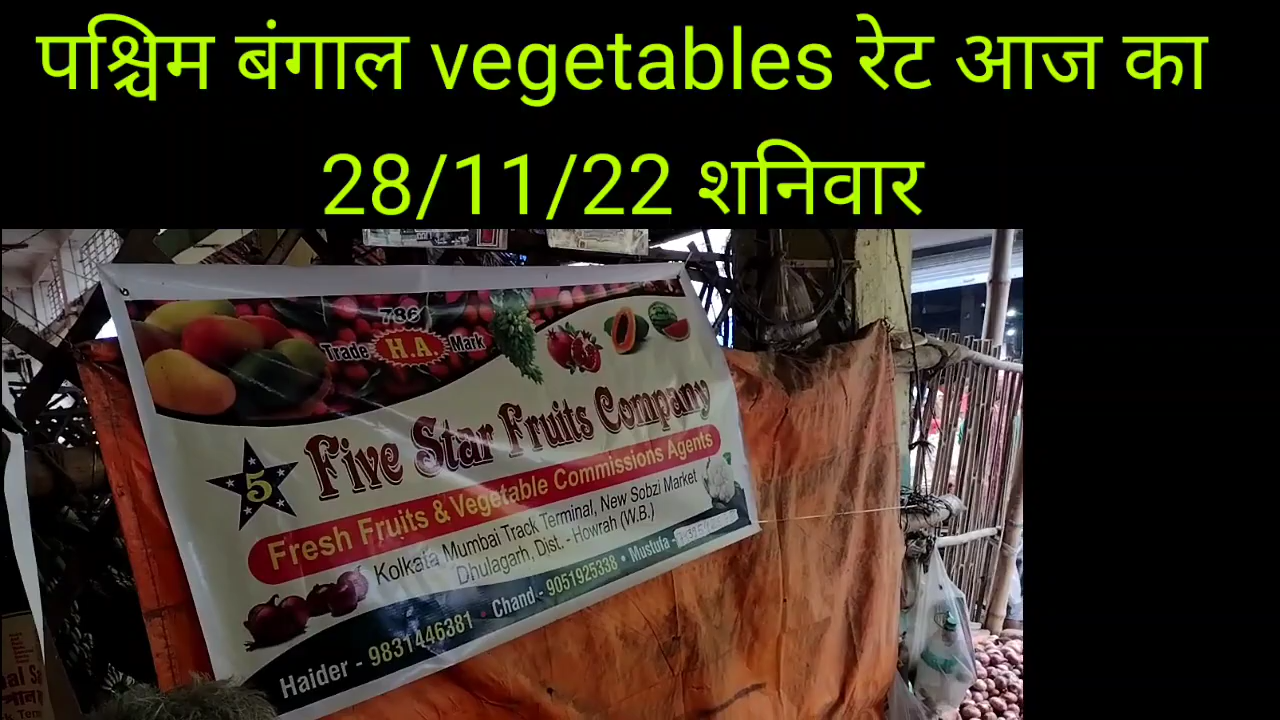 पश्चिम बंगाल vegetables रेट आज का
28/11/22 शनिवार
786
Trade H.A. Mark
Five Star Fruits Company
5
Fresh Fruits & Vegetable Commissions Agents
Kolkata Mumbai Track Terminal, New Sobzi Market
Dhulagarh, Dist. - Howrah (W.B.)
Haider - 9831446381 • Chand - 9051925338 • Mustufa -